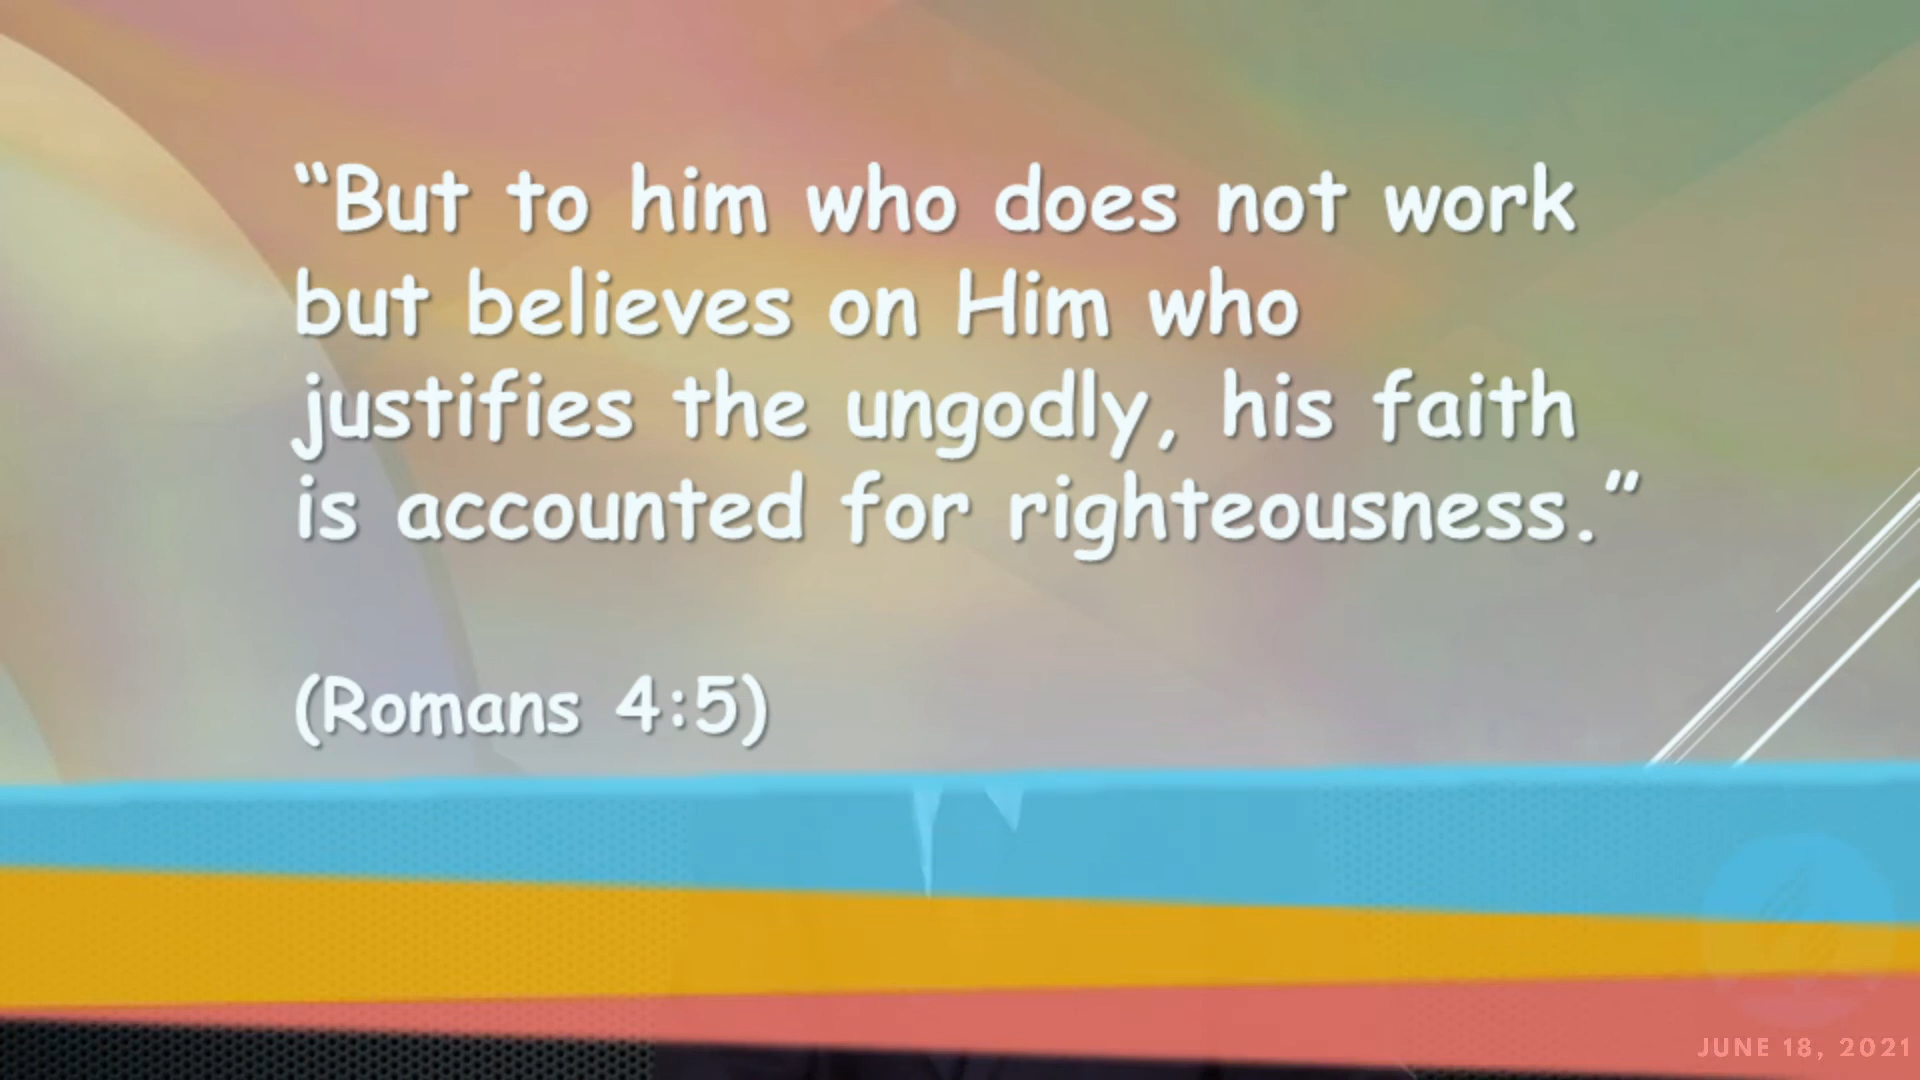 “But to him who does not work
but believes on Him who
justifies the ungodly, his faith
is accounted for righteousness.”
(Romans 4:5)
JUNE 18, 2021